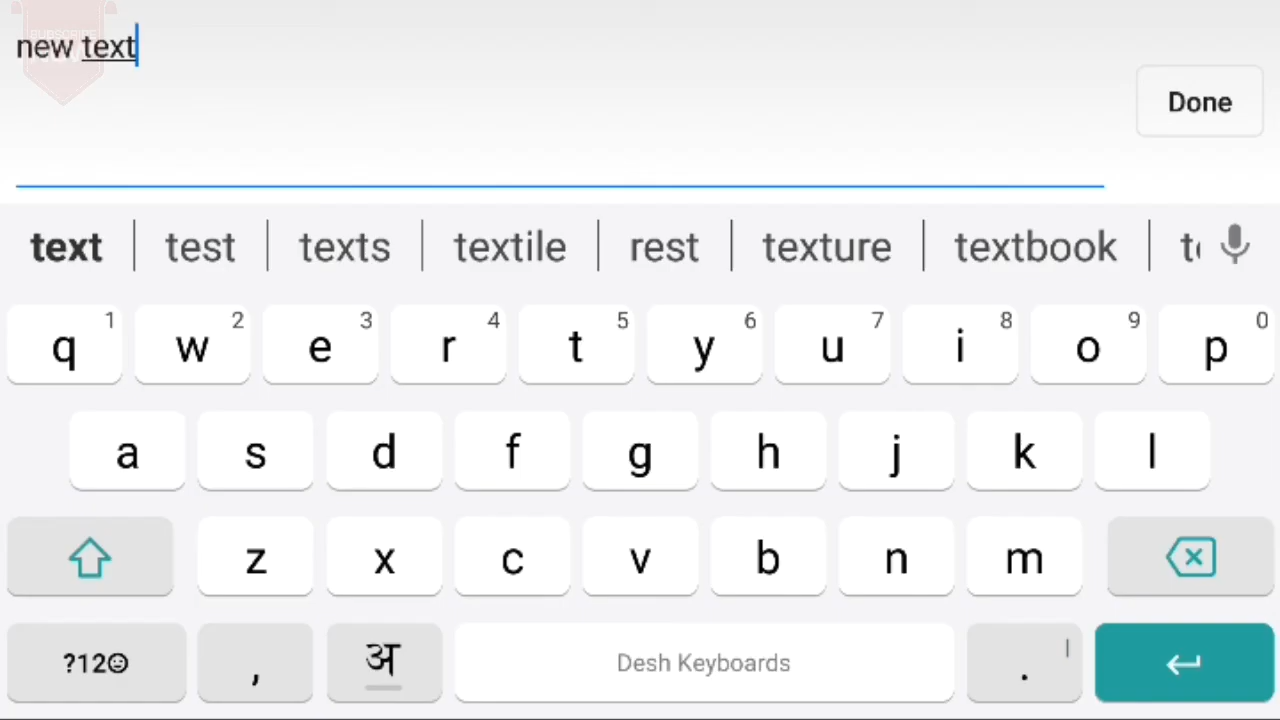 new text
Done
text test texts textile rest texture textbook
q 1 w 2 e 3 r 4 t 5 y 6 u 7 i 8 o 9 p 0
a s d f g h j k l
z x c v b n m
?12☺ , अ Desh Keyboards . |